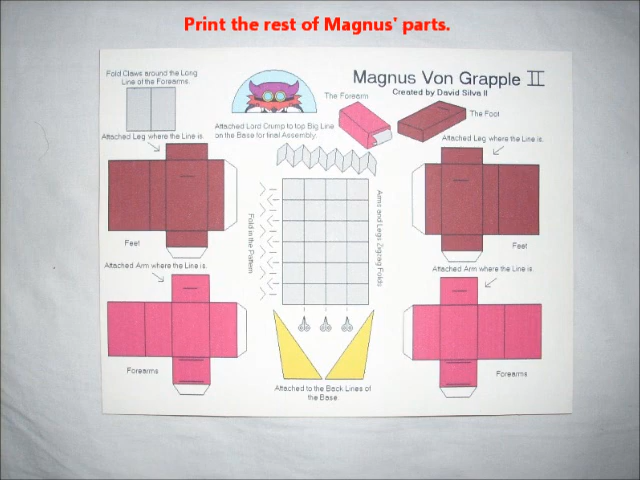 Print the rest of Magnus' parts.
Fold Claws around the Long
Line of the Forearms.
Magnus Von Grapple II
Created by David Silva II
The Forearm
The Foot
Attached Lord Crump to top Big Line
on the Base for final Assembly.
Attached Leg where the Line is.
Attached Leg where the Line is.
Fold in the Pattern
Arms and Legs Zigzag Folds
Feet
Feet
Attached Arm where the Line is.
Attached Arm where the Line is.
Forearms
Forearms
Attached to the Back Lines of
the Base.